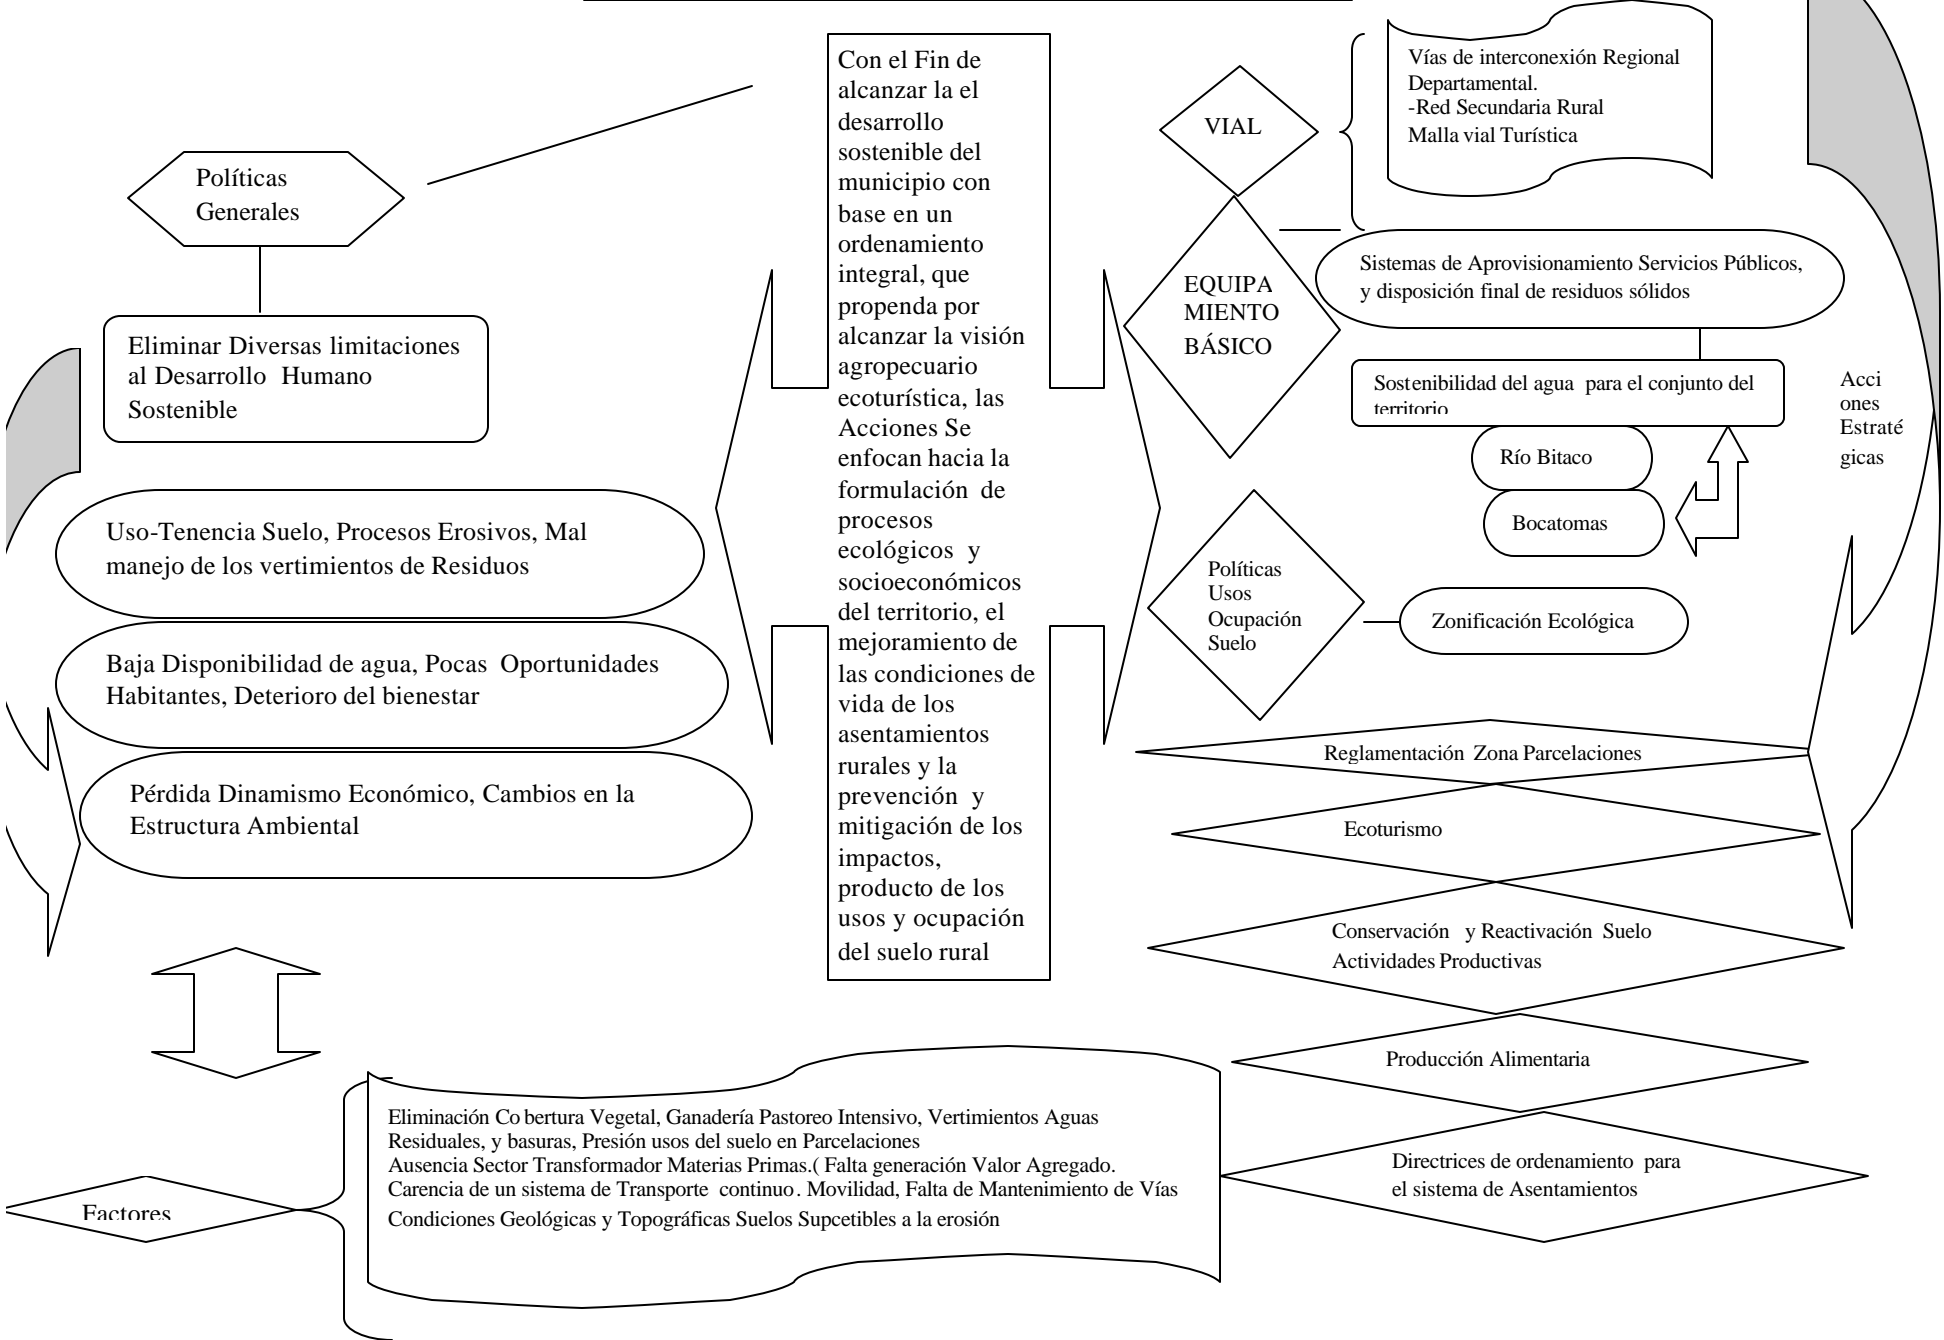 Políticas
Generales
Eliminar Diversas limitaciones
al Desarrollo Humano
Sostenible
Uso-Tenencia Suelo, Procesos Erosivos, Mal
manejo de los vertimientos de Residuos
Baja Disponibilidad de agua, Pocas Oportunidades
Habitantes, Deterioro del bienestar
Pérdida Dinamismo Económico, Cambios en la
Estructura Ambiental
Con el Fin de
alcanzar la el
desarrollo
sostenible del
municipio con
base en un
ordenamiento
integral, que
propenda por
alcanzar la visión
agropecuario
ecoturística, las
Acciones Se
enfocan hacia la
formulación de
procesos
ecológicos y
socioeconómicos
del territorio, el
mejoramiento de
las condiciones de
vida de los
asentamientos
rurales y la
prevención y
mitigación de los
impactos,
producto de los
usos y ocupación
del suelo rural
VIAL
Vías de interconexión Regional
Departamental.
-Red Secundaria Rural
Malla vial Turística
EQUIPA
MIENTO
BÁSICO
Sistemas de Aprovisionamiento Servicios Públicos,
y disposición final de residuos sólidos
Sostenibilidad del agua para el conjunto del
territorio
Río Bitaco
Bocatomas
Acci
ones
Estraté
gicas
Políticas
Usos
Ocupación
Suelo
Zonificación Ecológica
Reglamentación Zona Parcelaciones
Ecoturismo
Conservación y Reactivación Suelo
Actividades Productivas
Producción Alimentaria
Directrices de ordenamiento para
el sistema de Asentamientos
Factores
Eliminación Co bertura Vegetal, Ganadería Pastoreo Intensivo, Vertimientos Aguas
Residuales, y basuras, Presión usos del suelo en Parcelaciones
Ausencia Sector Transformador Materias Primas.( Falta generación Valor Agregado.
Carencia de un sistema de Transporte continuo. Movilidad, Falta de Mantenimiento de Vías
Condiciones Geológicas y Topográficas Suelos Supcetibles a la erosión